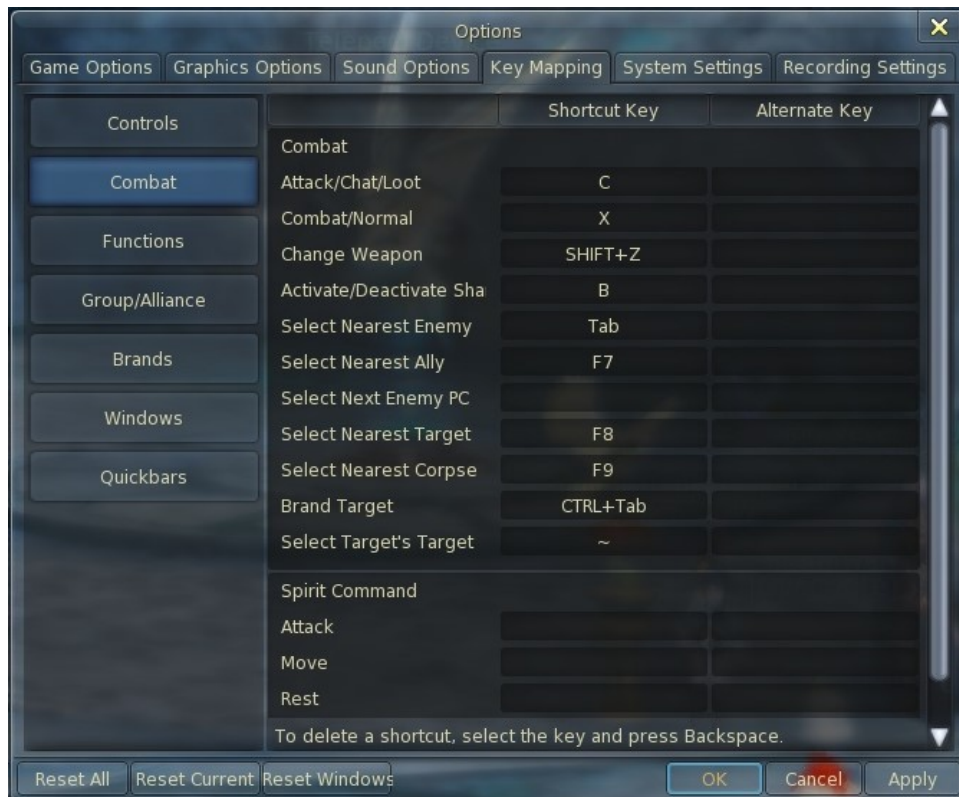 Options
Game Options Graphics Options Sound Options Key Mapping System Settings Recording Settings
Controls
Combat
Functions
Group/Alliance
Brands
Windows
Quickbars
Shortcut Key Alternate Key
Combat
Attack/Chat/Loot C
Combat/Normal X
Change Weapon SHIFT+Z
Activate/Deactivate Sha B
Select Nearest Enemy Tab
Select Nearest Ally F7
Select Next Enemy PC
Select Nearest Target F8
Select Nearest Corpse F9
Brand Target CTRL+Tab
Select Target's Target ~
Spirit Command
Attack
Move
Rest
To delete a shortcut, select the key and press Backspace.
Reset All Reset Current Reset Windows OK Cancel Apply